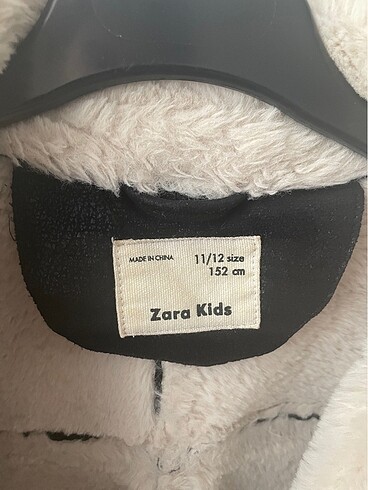 MADE IN CHINA
11/12 size
152 cm
Zara Kids